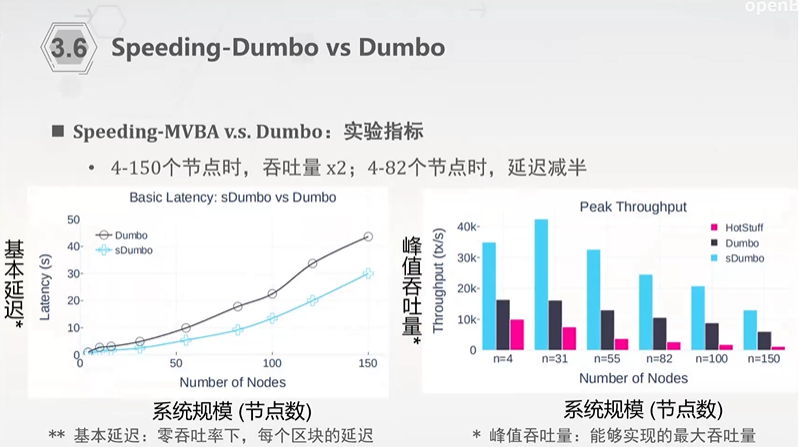 openB
3.6 Speeding-Dumbo vs Dumbo
■ Speeding-MVBA v.s. Dumbo：实验指标
• 4-150个节点时，吞吐量 x2；4-82个节点时，延迟减半
Basic Latency: sDumbo vs Dumbo
基本延迟*
Latency (s)
50
40
30
20
10
0
Dumbo
sDumbo
0
50
100
150
Number of Nodes
系统规模 (节点数)
** 基本延迟：零吞吐率下，每个区块的延迟
Peak Throughput
峰值吞吐量*
Throughput (tx/s)
40k
30k
20k
10k
0
HotStuff
Dumbo
sDumbo
n=4
n=31
n=55
n=82
n=100
n=150
Number of Nodes
系统规模 (节点数)
* 峰值吞吐量：能够实现的最大吞吐量